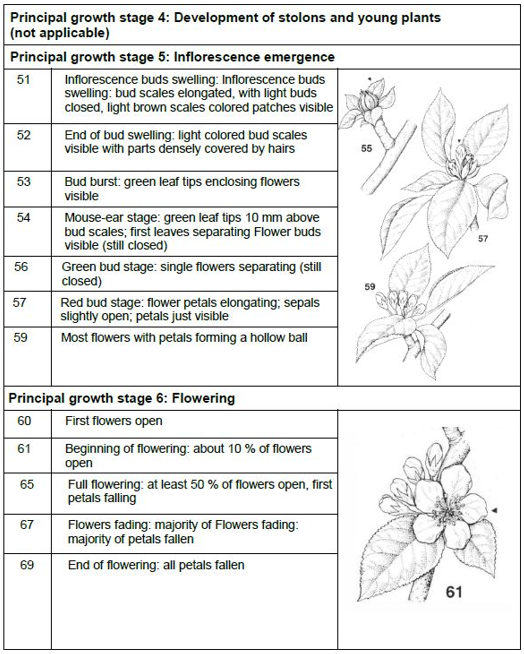 Principal growth stage 4: Development of stolons and young plants
(not applicable)
Principal growth stage 5: Inflorescence emergence
51 Inflorescence buds swelling: Inflorescence buds
swelling: bud scales elongated, with light buds
closed, light brown scales colored patches visible
52 End of bud swelling: light colored bud scales
visible with parts densely covered by hairs
53 Bud burst: green leaf tips enclosing flowers
visible
54 Mouse-ear stage: green leaf tips 10 mm above
bud scales; first leaves separating Flower buds
visible (still closed)
56 Green bud stage: single flowers separating (still
closed)
57 Red bud stage: flower petals elongating; sepals
slightly open; petals just visible
59 Most flowers with petals forming a hollow ball
55
57
59
Principal growth stage 6: Flowering
60 First flowers open
61 Beginning of flowering: about 10 % of flowers
open
65 Full flowering: at least 50 % of flowers open, first
petals falling
67 Flowers fading: majority of Flowers fading:
majority of petals fallen
69 End of flowering: all petals fallen
61